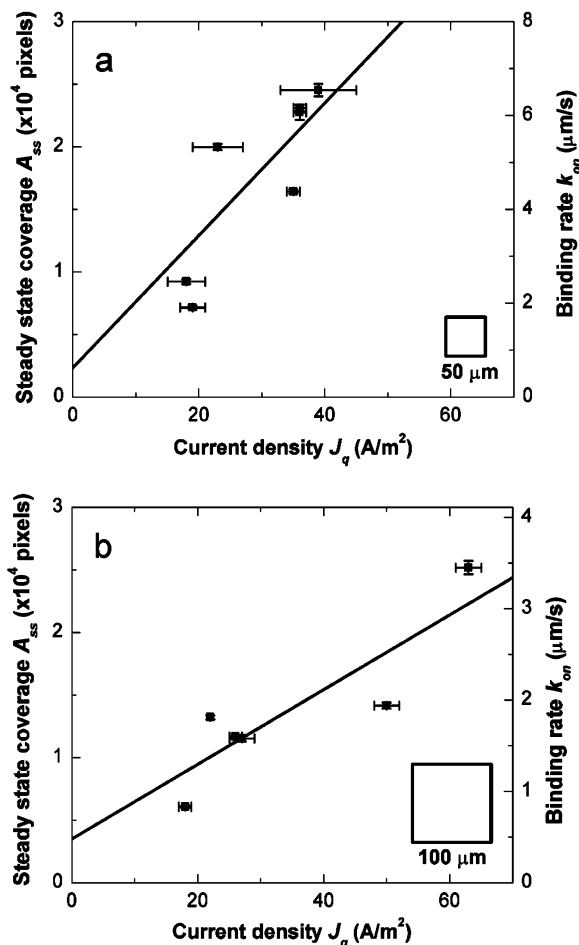 a
Steady state coverage A_ss (x10^4 pixels)
3
2
1
0
8
6
4
2
0
Binding rate k_on (μm/s)
50 μm
0 20 40 60
Current density J_q (A/m²)
b
Steady state coverage A_ss (x10^4 pixels)
3
2
1
0
4
3
2
1
0
Binding rate k_on (μm/s)
100 μm
0 20 40 60
Current density J_q (A/m²)